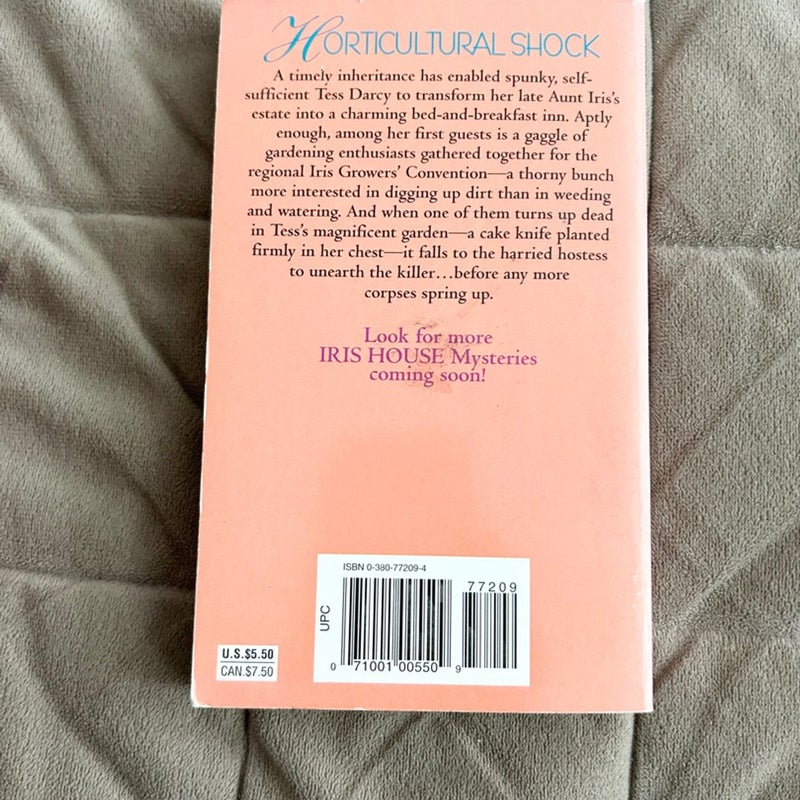 HORTICULTURAL SHOCK
A timely inheritance has enabled spunky, self-
sufficient Tess Darcy to transform her late Aunt Iris's
estate into a charming bed-and-breakfast inn. Aptly
enough, among her first guests is a gaggle of
gardening enthusiasts gathered together for the
regional Iris Growers' Convention—a thorny bunch
more interested in digging up dirt than in weeding
and watering. And when one of them turns up dead
in Tess's magnificent garden—a cake knife planted
firmly in her chest—it falls to the harried hostess
to unearth the killer...before any more
corpses spring up.
Look for more
IRIS HOUSE Mysteries
coming soon!
ISBN 0-380-77209-4
77209
UPC
0 71001 00550 9
U.S.$5.50
CAN.$7.50